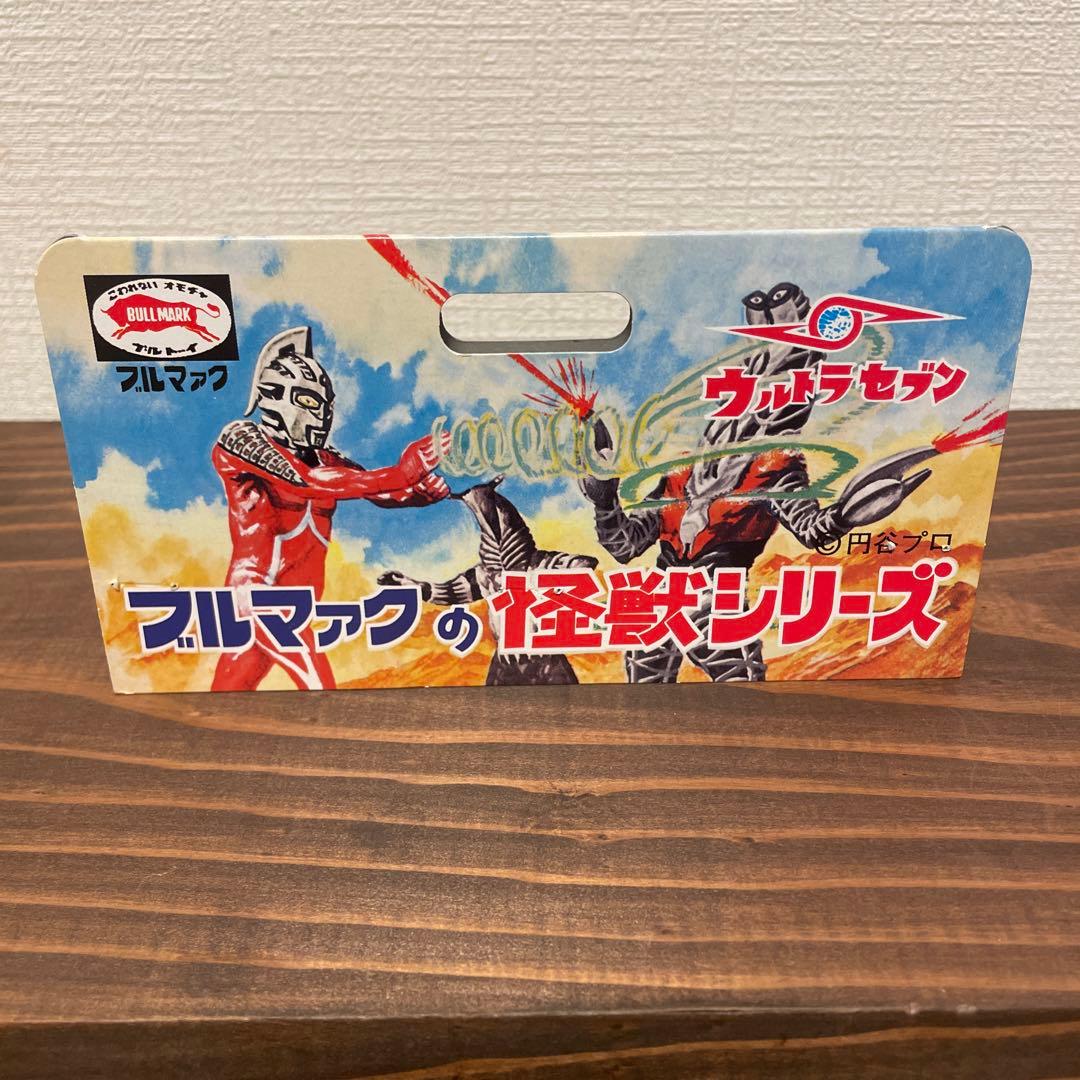 こわれない オモチャ
BULLMARK
ブルトーイ
ブルマァク
ウルトラセブン
©円谷プロ
ブルマァクの怪獣シリーズ